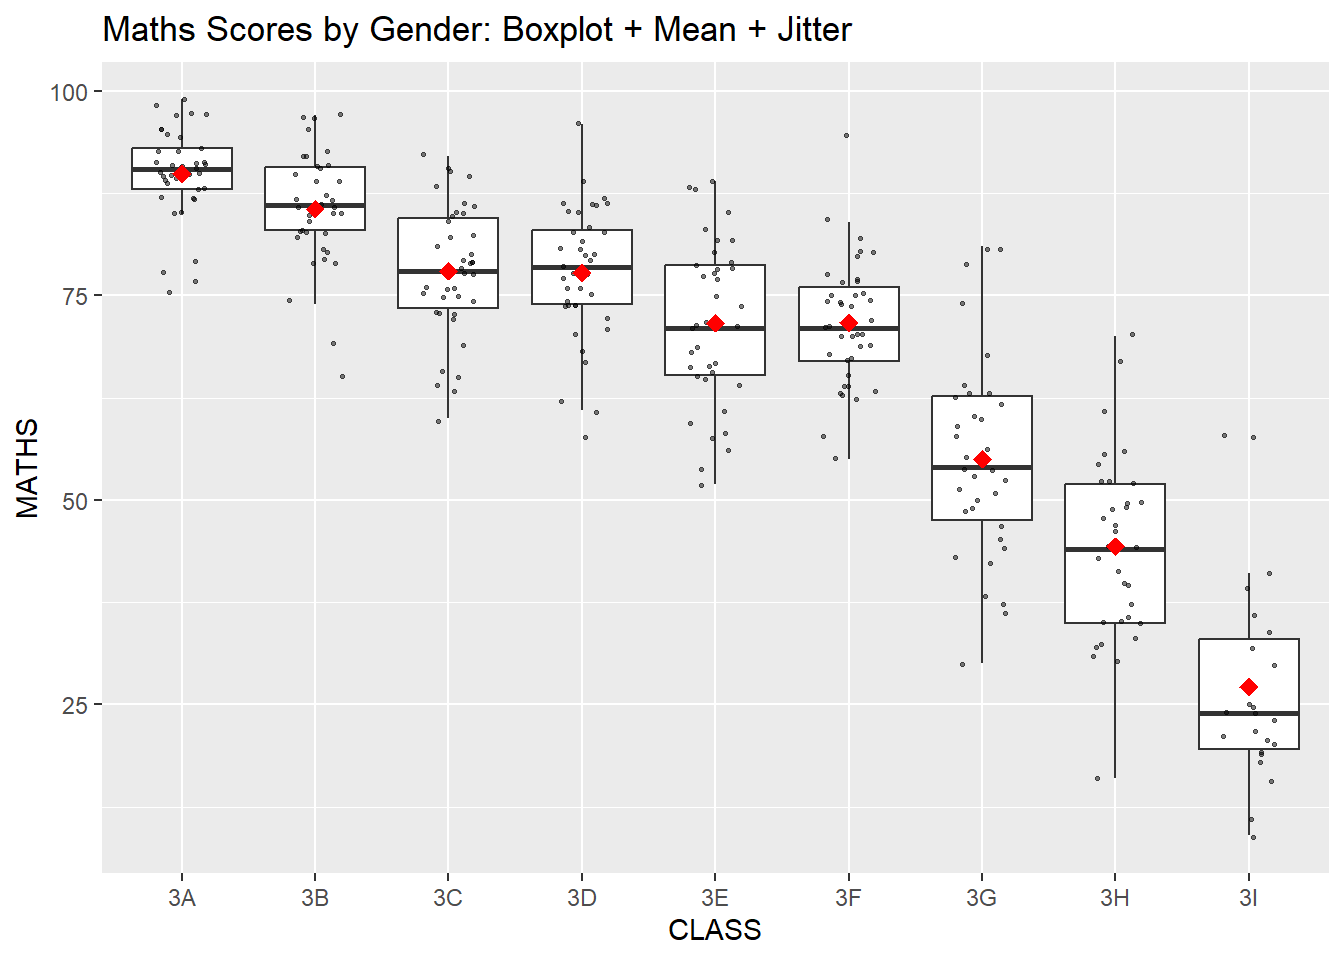 Maths Scores by Gender: Boxplot + Mean + Jitter
100
75
50
25
MATHS
3A 3B 3C 3D 3E 3F 3G 3H 3I
CLASS